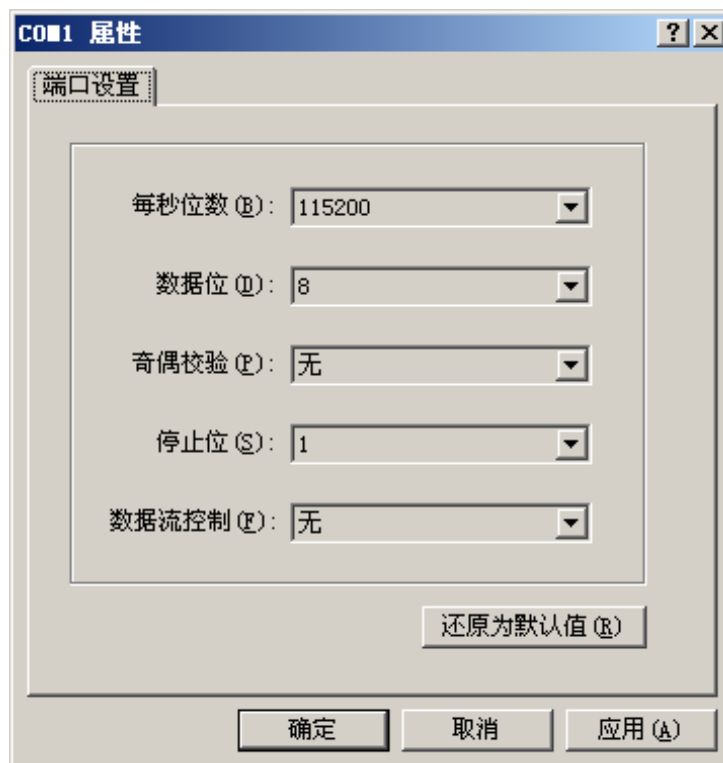 COM1 属性
端口设置
每秒位数(B): 115200
数据位(D): 8
奇偶校验(P): 无
停止位(S): 1
数据流控制(F): 无
还原为默认值(R)
确定 取消 应用(A)